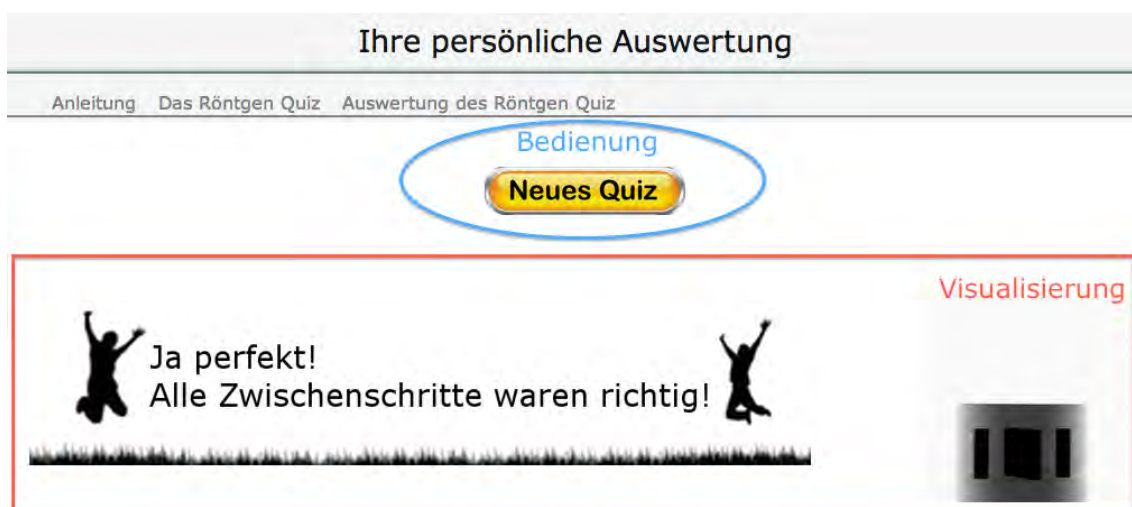 Ihre persönliche Auswertung
Anleitung Das Röntgen Quiz Auswertung des Röntgen Quiz
Bedienung
Neues Quiz
Visualisierung
Ja perfekt!
Alle Zwischenschritte waren richtig!